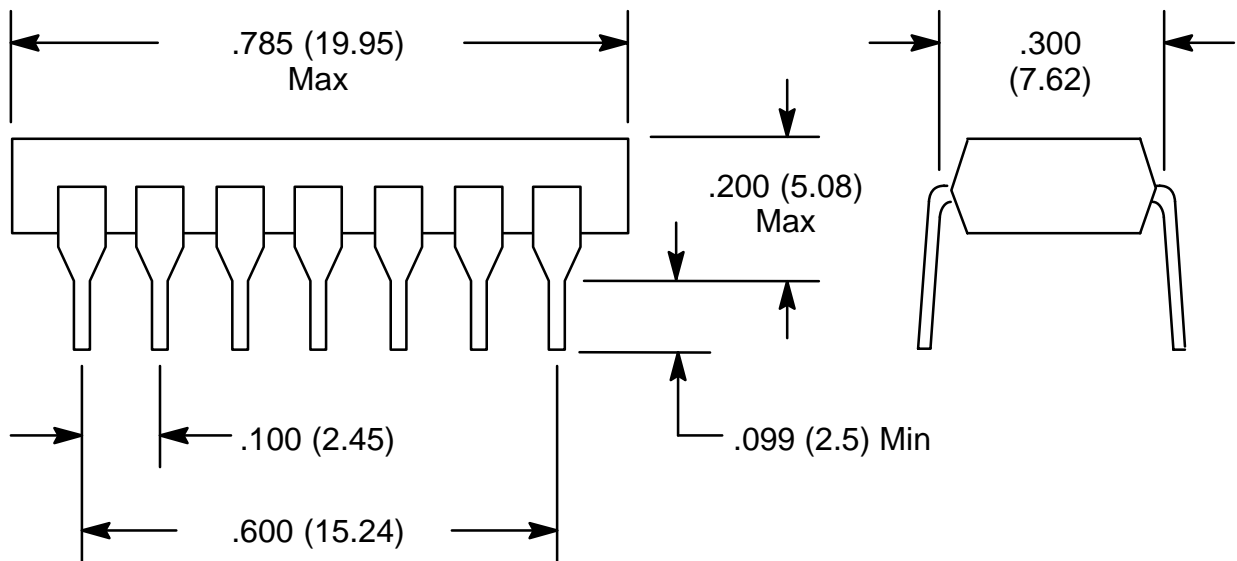 .785 (19.95)
Max
.300
(7.62)
.200 (5.08)
Max
.100 (2.45)
.099 (2.5) Min
.600 (15.24)